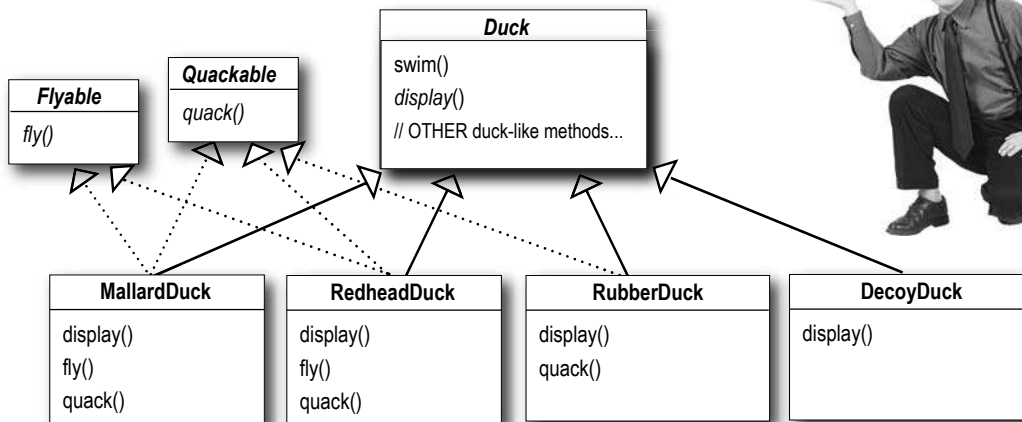 Duck
swim()
display()
// OTHER duck-like methods...
Quackable
quack()
Flyable
fly()
MallardDuck
display()
fly()
quack()
RedheadDuck
display()
fly()
quack()
RubberDuck
display()
quack()
DecoyDuck
display()